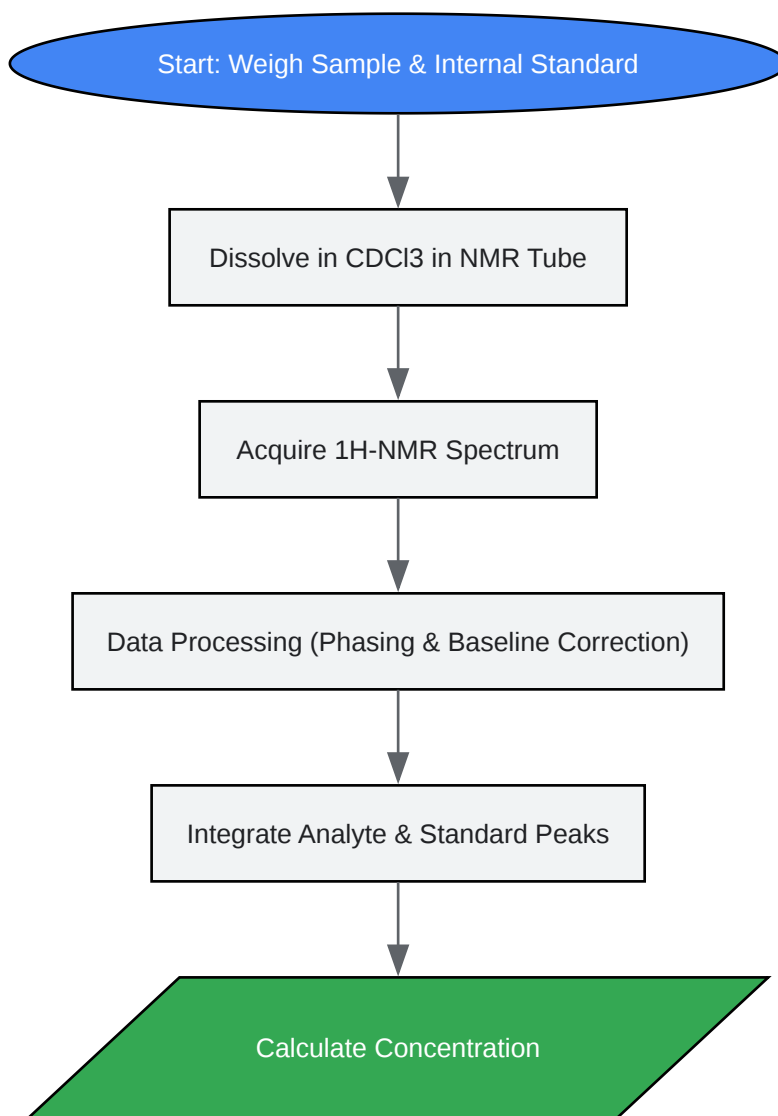 Start: Weigh Sample & Internal Standard
Dissolve in CDCl3 in NMR Tube
Acquire 1H-NMR Spectrum
Data Processing (Phasing & Baseline Correction)
Integrate Analyte & Standard Peaks
Calculate Concentration